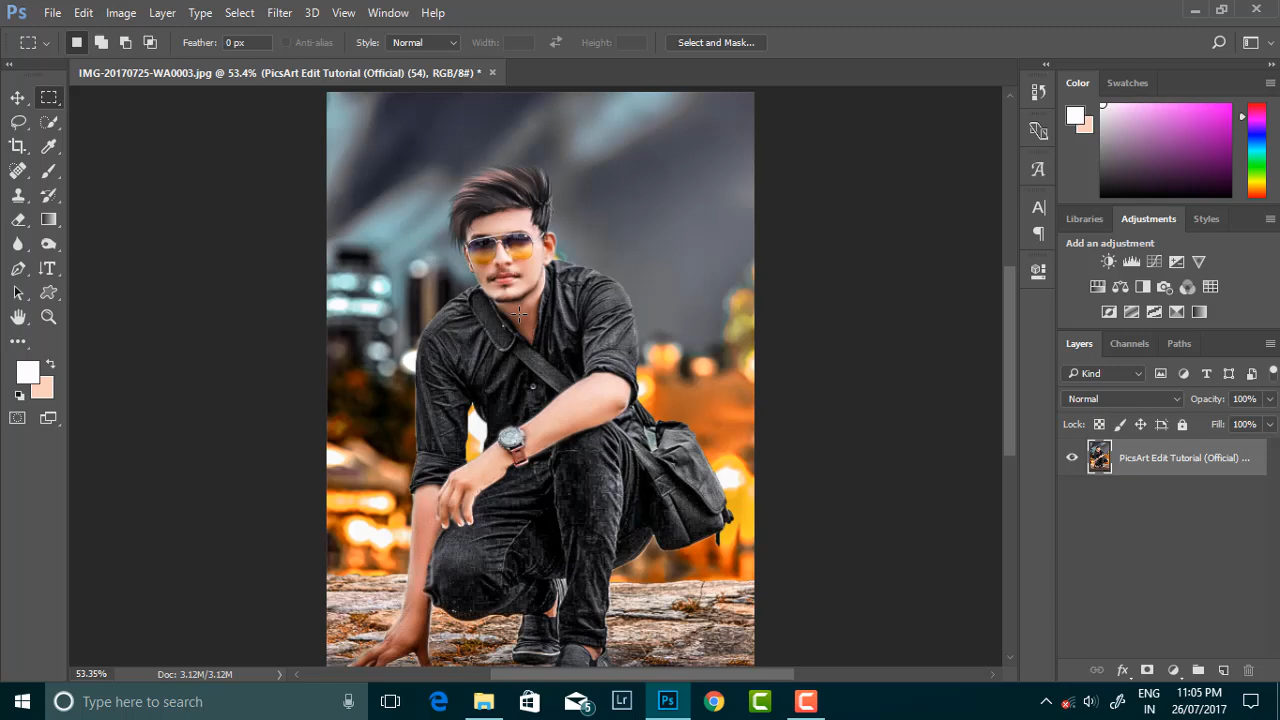 Ps File Edit Image Layer Type Select Filter 3D View Window Help
Feather: 0 px Anti-alias Style: Normal Width: Height: Select and Mask...
IMG-20170725-WA0003.jpg @ 53.4% (PicsArt Edit Tutorial (Official) (54), RGB/8#) *
Color Swatches
Libraries Adjustments Styles
Add an adjustment
Layers Channels Paths
Kind
Normal Opacity: 100%
Lock: Fill: 100%
PicsArt Edit Tutorial (Official) ...
53.35% Doc: 3.12M/3.12M
Type here to search
5
Lr
Ps
ENG
IN
11:05 PM
26/07/2017